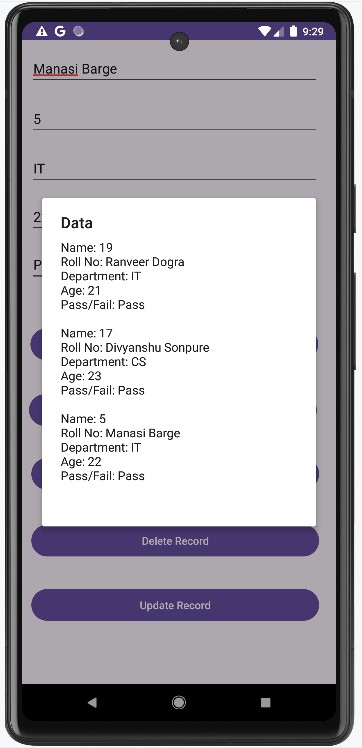 G 9:29
Manasi Barge
5
IT
2
P
Data
Name: 19
Roll No: Ranveer Dogra
Department: IT
Age: 21
Pass/Fail: Pass
Name: 17
Roll No: Divyanshu Sonpure
Department: CS
Age: 23
Pass/Fail: Pass
Name: 5
Roll No: Manasi Barge
Department: IT
Age: 22
Pass/Fail: Pass
Delete Record
Update Record